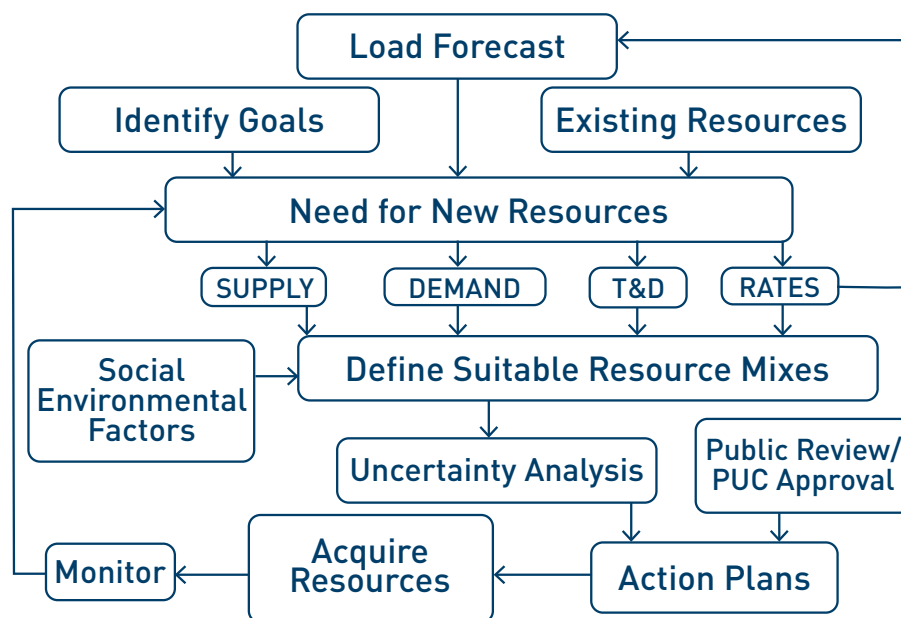 Load Forecast
Identify Goals
Existing Resources
Need for New Resources
SUPPLY
DEMAND
T&D
RATES
Social
Environmental
Factors
Define Suitable Resource Mixes
Uncertainty Analysis
Public Review/
PUC Approval
Monitor
Acquire
Resources
Action Plans